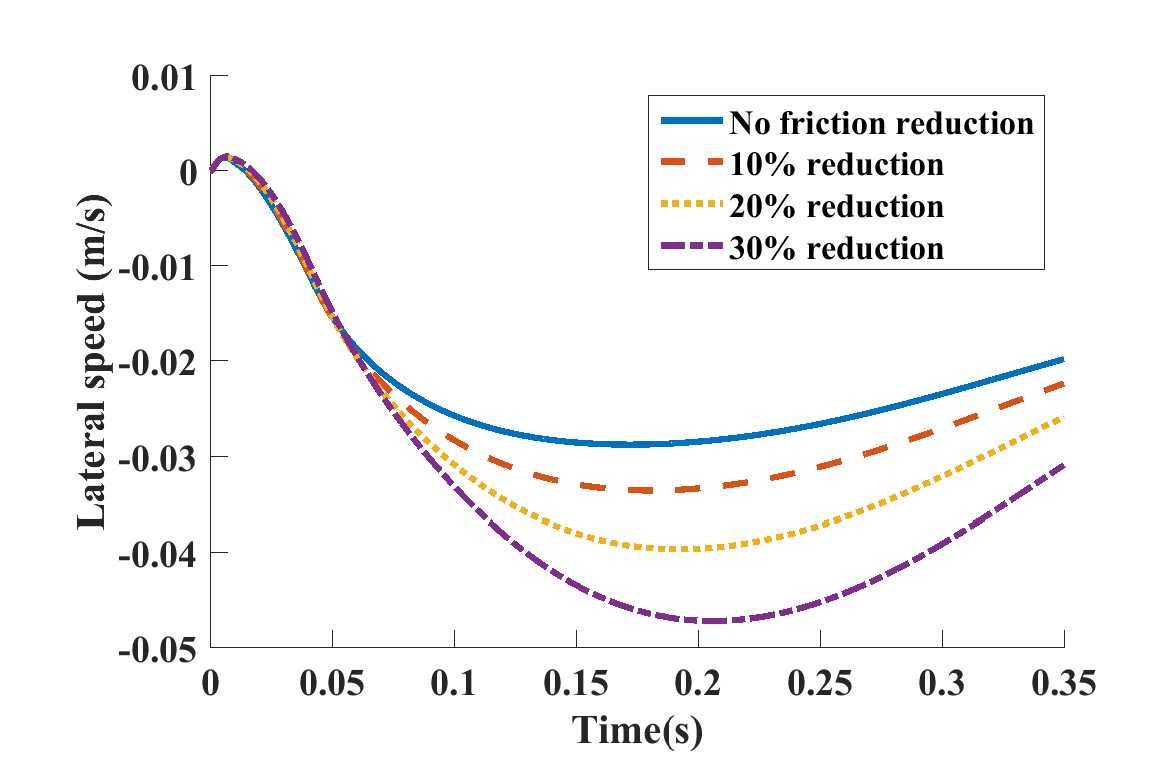 0.01
0
-0.01
-0.02
-0.03
-0.04
-0.05
Lateral speed (m/s)
No friction reduction
10% reduction
20% reduction
30% reduction
0 0.05 0.1 0.15 0.2 0.25 0.3 0.35
Time(s)